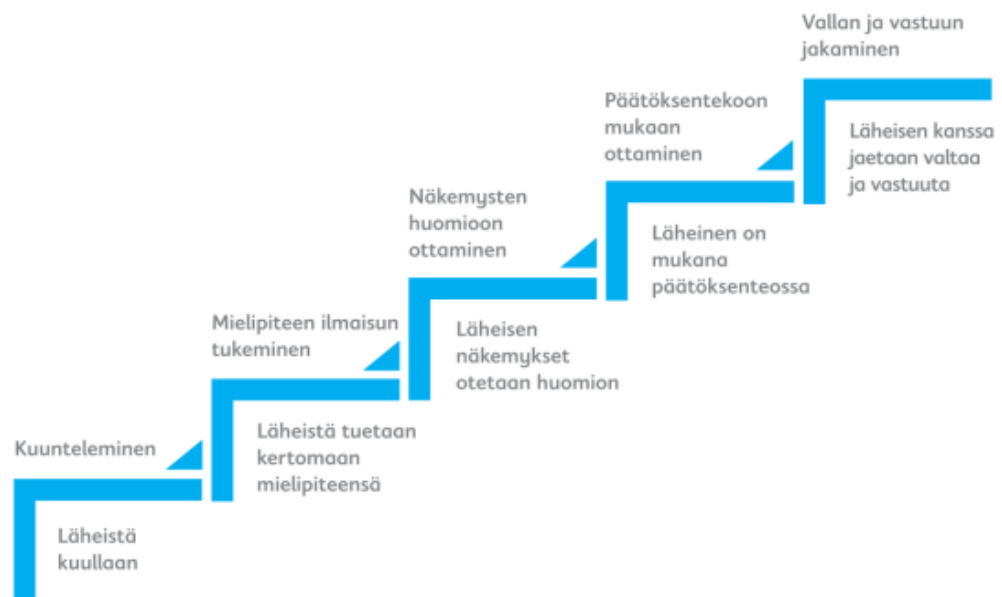 Kuunteleminen
Läheistä
kuullaan
Mielipiteen ilmaisun
tukeminen
Läheistä tuetaan
kertomaan
mielipiteensä
Näkemysten
huomioon
ottaminen
Läheisen
näkemykset
otetaan huomion
Päätöksentekoon
mukaan
ottaminen
Läheinen on
mukana
päätöksenteossa
Vallan ja vastuun
jakaminen
Läheisen kanssa
jaetaan valtaa
ja vastuuta